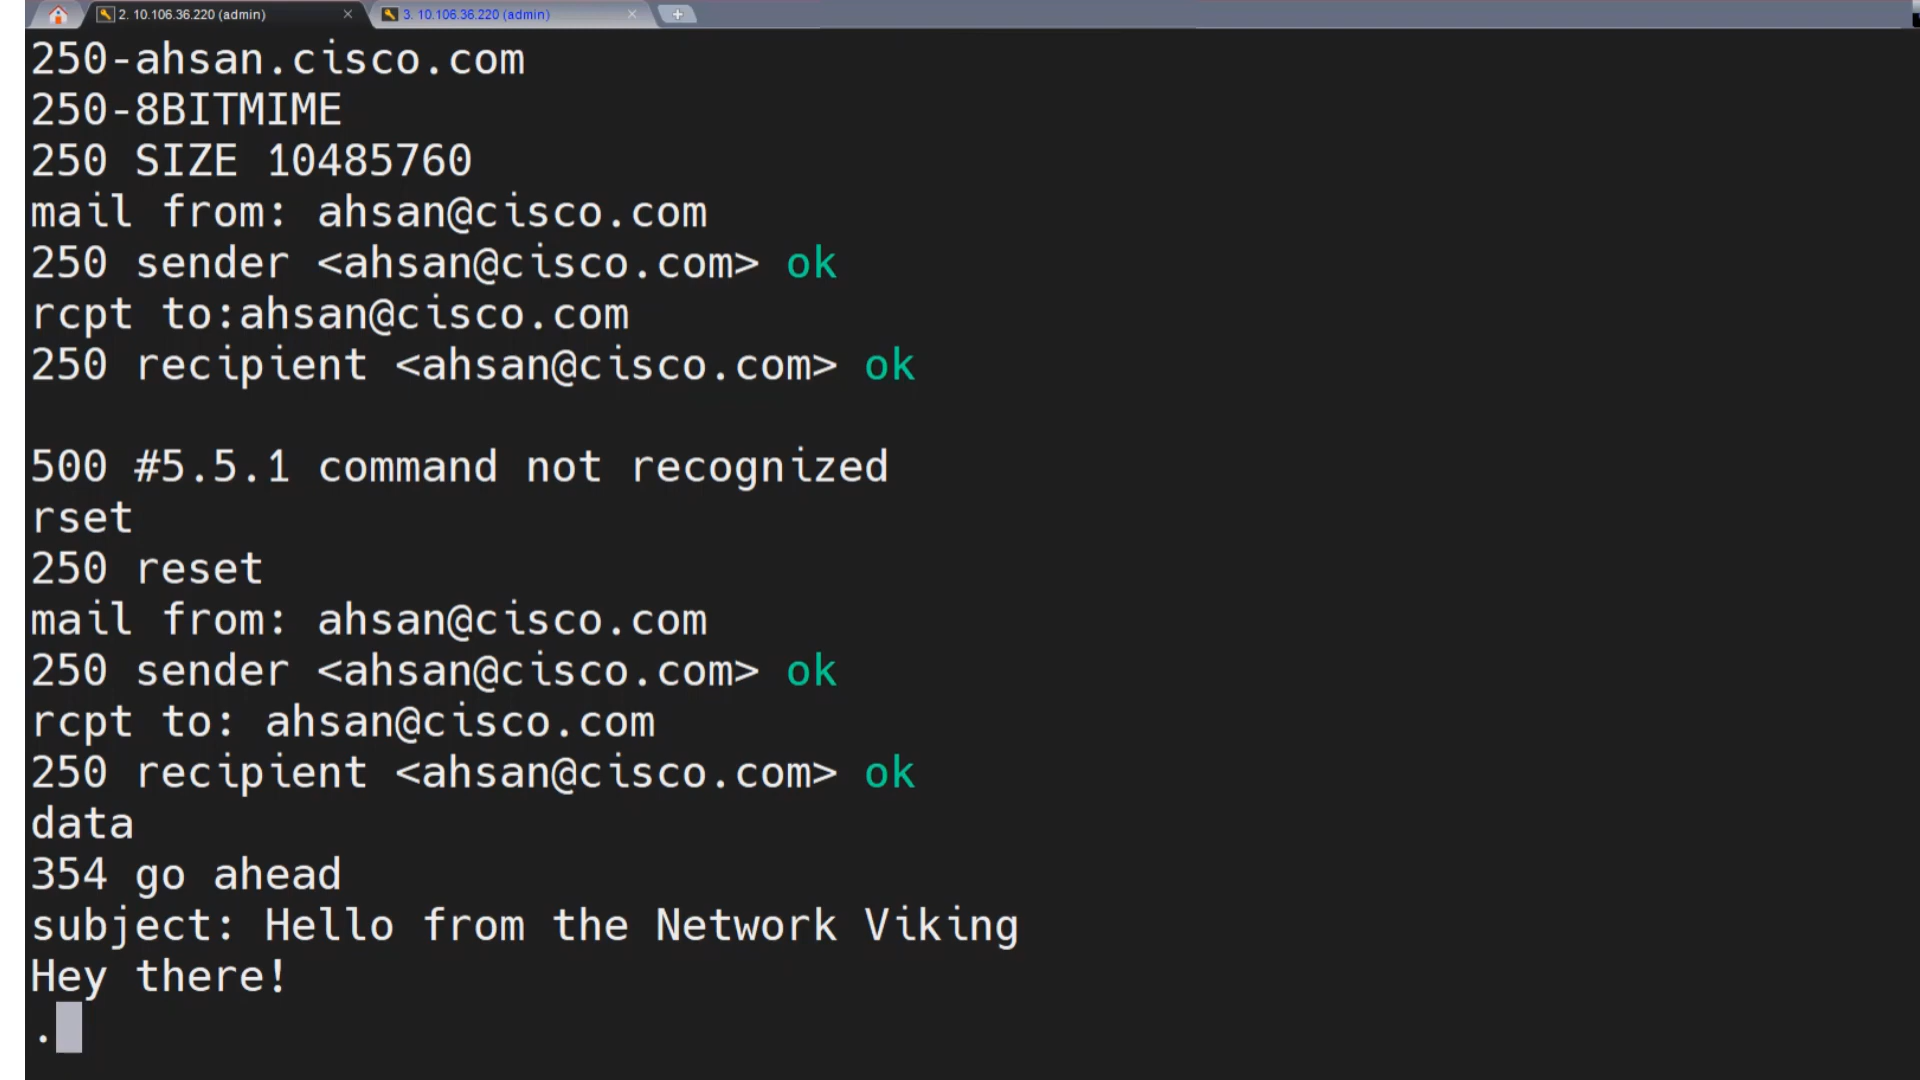 2. 10.106.36.220 (admin)
3. 10.106.36.220 (admin)
250-ahsan.cisco.com
250-8BITMIME
250 SIZE 10485760
mail from: ahsan@cisco.com
250 sender <ahsan@cisco.com> ok
rcpt to:ahsan@cisco.com
250 recipient <ahsan@cisco.com> ok
500 #5.5.1 command not recognized
rset
250 reset
mail from: ahsan@cisco.com
250 sender <ahsan@cisco.com> ok
rcpt to: ahsan@cisco.com
250 recipient <ahsan@cisco.com> ok
data
354 go ahead
subject: Hello from the Network Viking
Hey there!
.